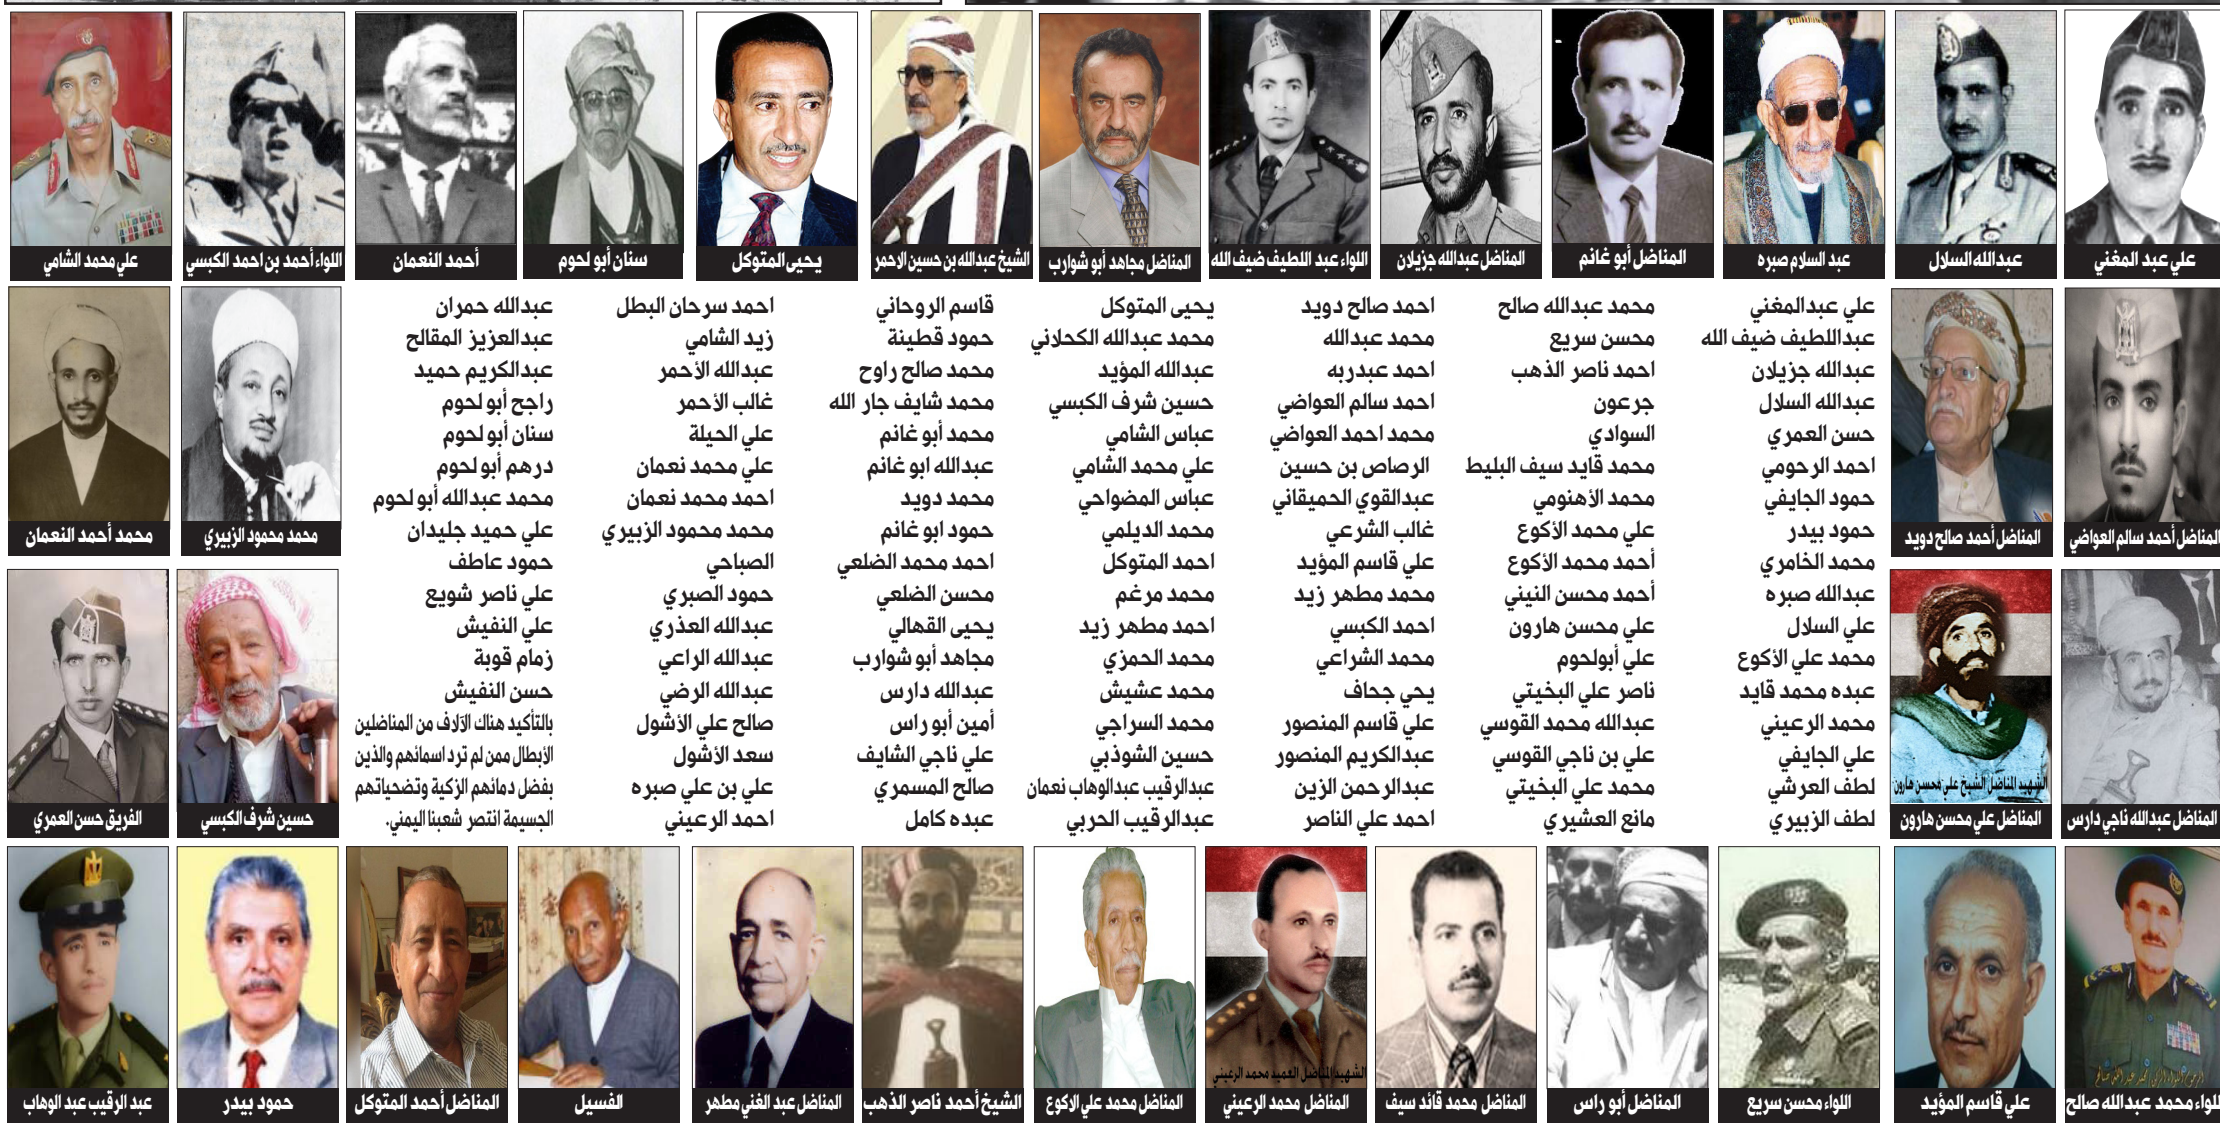 علي عبد المغني
عبدالله السلال
عبد السلام صبره
المناضل أبو غانم
المناضل عبدالله جزيلان
اللواء عبد اللطيف ضيف الله
المناضل مجاهد أبو شوارب
الشيخ عبدالله بن حسين الاحمر
يحيى المتوكل
سنان أبو لحوم
أحمد النعمان
اللواء أحمد بن احمد الكبسي
علي محمد الشامي
المناضل أحمد سالم العواضي
المناضل أحمد صالح دويد
المناضل عبدالله ناجي دارس
الشهيد المناضل الشيخ علي محسن هارون
المناضل علي محسن هارون
علي عبدالمغني
عبداللطيف ضيف الله
عبدالله جزيلان
عبدالله السلال
حسن العمري
احمد الرحومي
حمود الجايفي
حمود بيدر
محمد الخامري
عبدالله صبره
علي السلال
محمد علي الأكوع
عبده محمد قايد
محمد الرعيني
علي الجايفي
لطف العرشي
لطف الزبيري
محمد عبدالله صالح
محسن سريع
احمد ناصر الذهب
جرعون
السوادي
محمد قايد سيف البليط
محمد الأهنومي
علي محمد الأكوع
أحمد محمد الأكوع
أحمد محسن النيني
علي محسن هارون
علي أبولحوم
ناصر علي البخيتي
عبدالله محمد القوسي
علي بن ناجي القوسي
محمد علي البخيتي
مانع العشيري
احمد صالح دويد
محمد عبدالله
احمد عبدربه
احمد سالم العواضي
محمد احمد العواضي
الرصاص بن حسين
عبدالقوي الحميقاني
غالب الشرعي
علي قاسم المؤيد
محمد مطهر زيد
احمد الكبسي
محمد الشراعي
يحي جحاف
علي قاسم المنصور
عبدالكريم المنصور
عبدالرحمن الزين
احمد علي الناصر
يحيى المتوكل
محمد عبدالله الكحلاني
عبدالله المؤيد
حسين شرف الكبسي
عباس الشامي
علي محمد الشامي
عباس المضواحي
محمد الديلمي
احمد المتوكل
محمد مرغم
احمد مطهر زيد
محمد الحمزي
محمد عشيش
محمد السراجي
حسين الشوذبي
عبدالرقيب عبدالوهاب نعمان
عبدالرقيب الحربي
قاسم الروحاني
حمود قطينة
محمد صالح راوح
محمد شايف جار الله
محمد أبو غانم
عبدالله ابو غانم
محمد دويد
حمود ابو غانم
احمد محمد الضلعي
محسن الضلعي
يحيى القهالي
مجاهد أبو شوارب
عبدالله دارس
أمين أبو راس
علي ناجي الشايف
صالح المسمري
عبده كامل
احمد سرحان البطل
زيد الشامي
عبدالله الأحمر
غالب الأحمر
علي الحيلة
علي محمد نعمان
احمد محمد نعمان
محمد محمود الزبيري
الصباحي
حمود الصبري
عبدالله العذري
عبدالله الراعي
عبدالله الرضي
صالح علي الأشول
سعد الأشول
علي بن علي صبره
احمد الرعيني
عبدالله حمران
عبدالعزيز المقالح
عبدالكريم حميد
راجح أبو لحوم
سنان أبو لحوم
درهم أبو لحوم
محمد عبدالله أبو لحوم
علي حميد جليدان
حمود عاطف
علي ناصر شويع
علي النفيش
زمام قوبة
حسن النفيش
بالتأكيد هناك الآلاف من المناضلين
الأبطال ممن لم ترد اسمائهم والذين
بفضل دمائهم الزكية وتضحياتهم
الجسيمة انتصر شعبنا اليمني.
محمد محمود الزبيري
محمد أحمد النعمان
حسين شرف الكبسي
الفريق حسن العمري
اللواء محمد عبدالله صالح
علي قاسم المؤيد
اللواء محسن سريع
المناضل أبو راس
المناضل محمد قائد سيف
الشهيد المناضل العميد محمد الرعيني
المناضل محمد الرعيني
المناضل محمد علي الاكوع
الشيخ أحمد ناصر الذهب
المناضل عبد الغني مطهر
الفسيل
المناضل أحمد المتوكل
حمود بيدر
عبد الرقيب عبد الوهاب